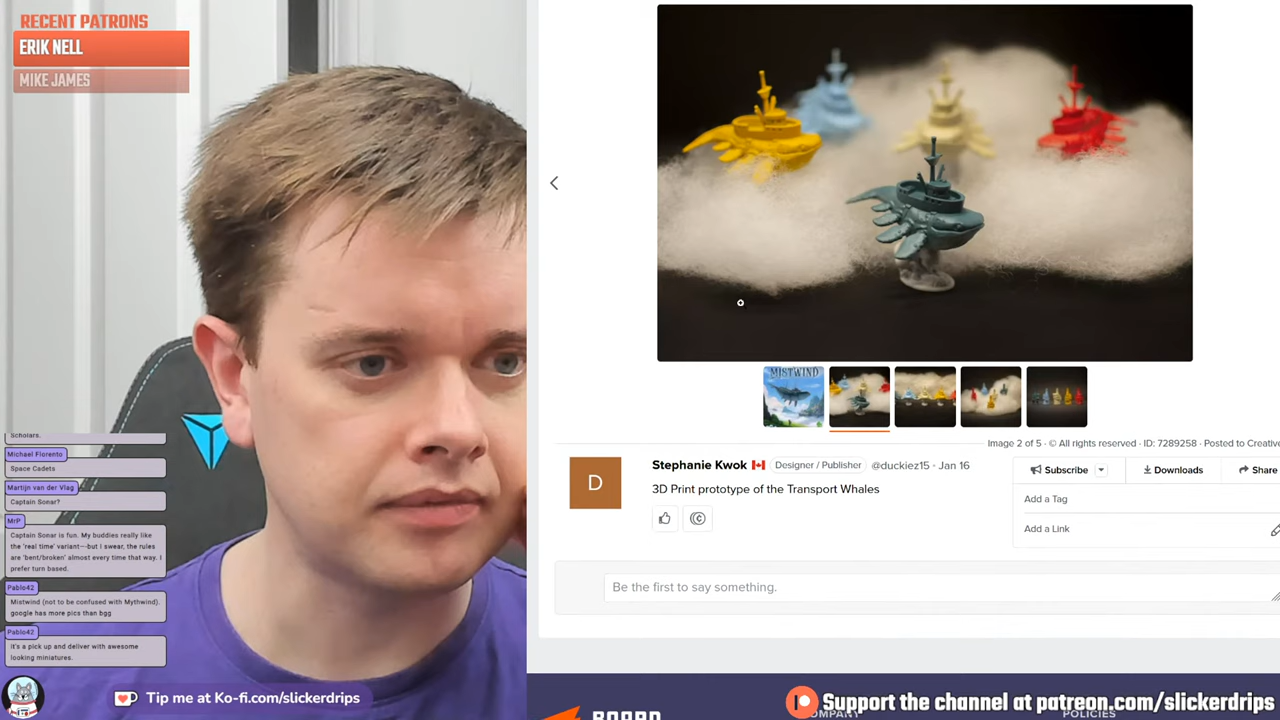 RECENT PATRONS
ERIK NELL
MIKE JAMES
Scholars.
Michael Florento
Space Cadets
Martijn van der Vlag
Captain Sonar?
MrP
Captain Sonar is fun. My buddies really like
the 'real time' variant--but i swear, the rules
are 'bent/broken' almost every time that way. I
prefer turn based.
Pablo42
Mistwind (not to be confused with Mythwind).
google has more pics than bgg
Pablo42
it's a pick up and deliver with awesome
looking miniatures.
Tip me at Ko-fi.com/slickerdrips
MISTWIND
Image 2 of 5 · © All rights reserved · ID: 7289258 · Posted to Creative
D
Stephanie Kwok Designer / Publisher @duckiez15 · Jan 16
3D Print prototype of the Transport Whales
Subscribe
Downloads
Share
Add a Tag
Add a Link
Be the first to say something.
BOARD
COMPANY
POLICIES
Support the channel at patreon.com/slickerdrips